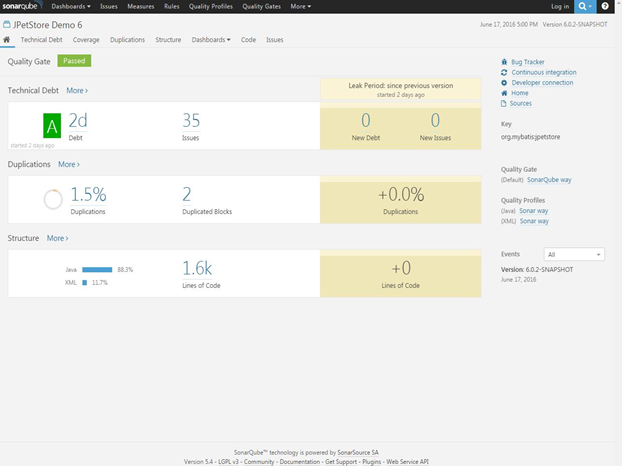 sonarqube Dashboards Issues Measures Rules Quality Profiles Quality Gates More Log in ?
JPetStore Demo 6 June 17, 2016 5:00 PM Version 6.0.2-SNAPSHOT
Technical Debt Coverage Duplications Structure Dashboards Code Issues
Quality Gate Passed
Technical Debt More ›
Leak Period: since previous version
started 2 days ago
A 2d 35 0 0
Debt Issues New Debt New Issues
started 2 days ago
Duplications More ›
1.5% 2 +0.0%
Duplications Duplicated Blocks Duplications
Structure More ›
Java 88.3% 1.6k +0
XML 11.7% Lines of Code Lines of Code
Bug Tracker
Continuous integration
Developer connection
Home
Sources
Key
org.mybatis:jpetstore
Quality Gate
(Default) SonarQube way
Quality Profiles
(Java) Sonar way
(XML) Sonar way
Events All
Version: 6.0.2-SNAPSHOT
June 17, 2016
SonarQube™ technology is powered by SonarSource SA
Version 5.4 - LGPL v3 - Community - Documentation - Get Support - Plugins - Web Service API